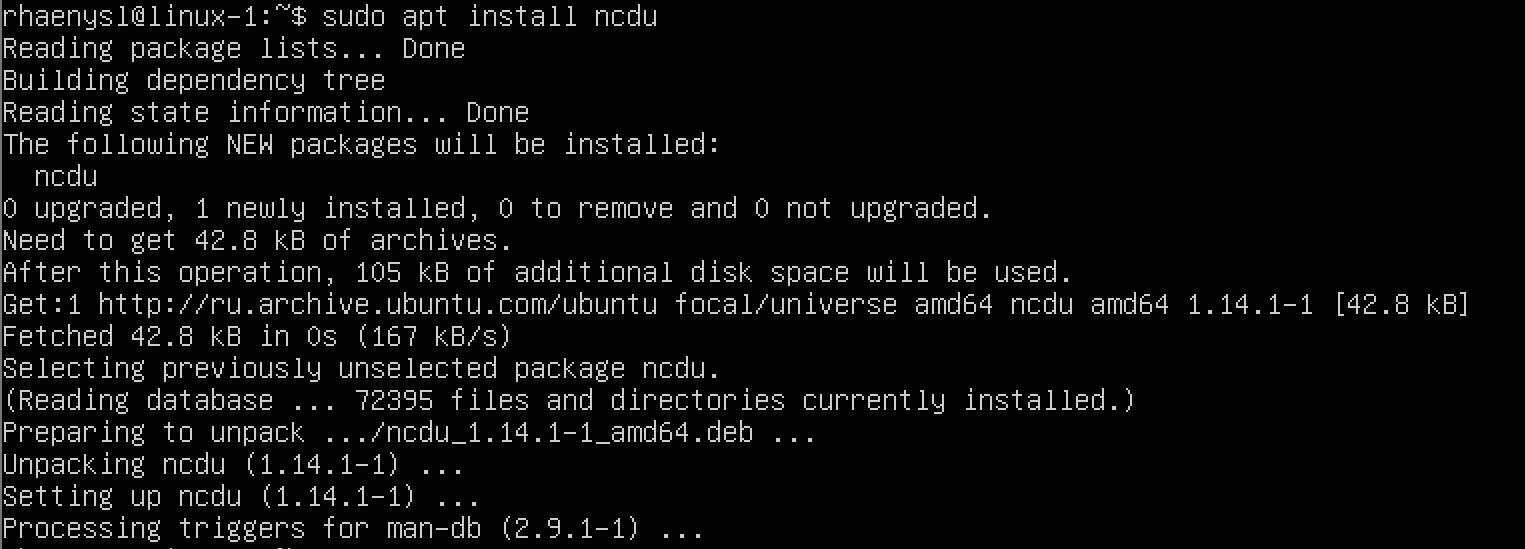 rhaenysl@linux-1:~$ sudo apt install ncdu
Reading package lists... Done
Building dependency tree
Reading state information... Done
The following NEW packages will be installed:
  ncdu
0 upgraded, 1 newly installed, 0 to remove and 0 not upgraded.
Need to get 42.8 kB of archives.
After this operation, 105 kB of additional disk space will be used.
Get:1 http://ru.archive.ubuntu.com/ubuntu focal/universe amd64 ncdu amd64 1.14.1-1 [42.8 kB]
Fetched 42.8 kB in 0s (167 kB/s)
Selecting previously unselected package ncdu.
(Reading database ... 72395 files and directories currently installed.)
Preparing to unpack .../ncdu_1.14.1-1_amd64.deb ...
Unpacking ncdu (1.14.1-1) ...
Setting up ncdu (1.14.1-1) ...
Processing triggers for man-db (2.9.1-1) ...